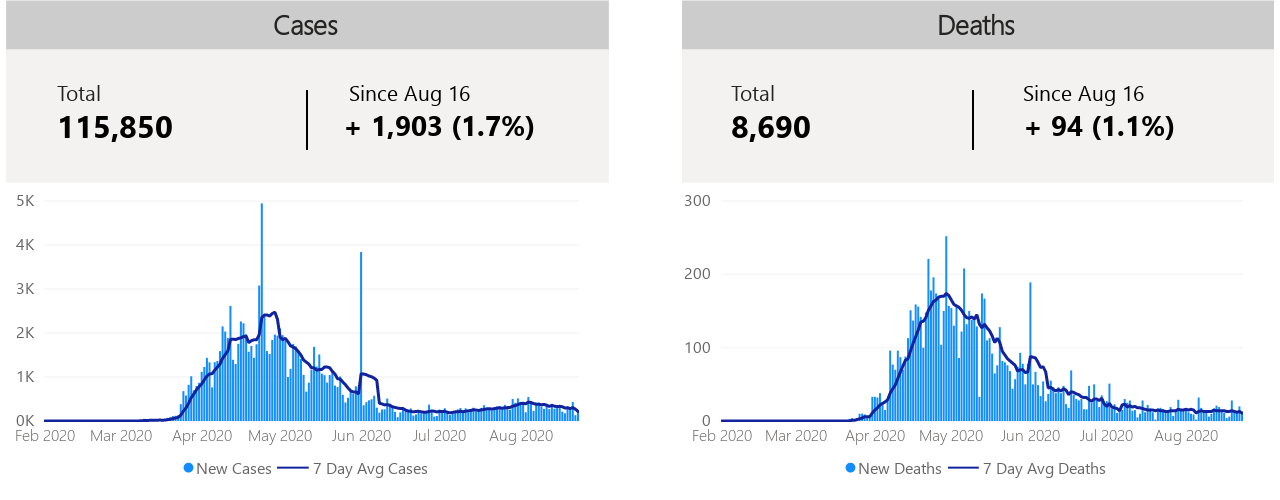 Cases
Total
115,850
Since Aug 16
+ 1,903 (1.7%)
5K
4K
3K
2K
1K
0K
Feb 2020 Mar 2020 Apr 2020 May 2020 Jun 2020 Jul 2020 Aug 2020
New Cases 7 Day Avg Cases
Deaths
Total
8,690
Since Aug 16
+ 94 (1.1%)
300
200
100
0
Feb 2020 Mar 2020 Apr 2020 May 2020 Jun 2020 Jul 2020 Aug 2020
New Deaths 7 Day Avg Deaths